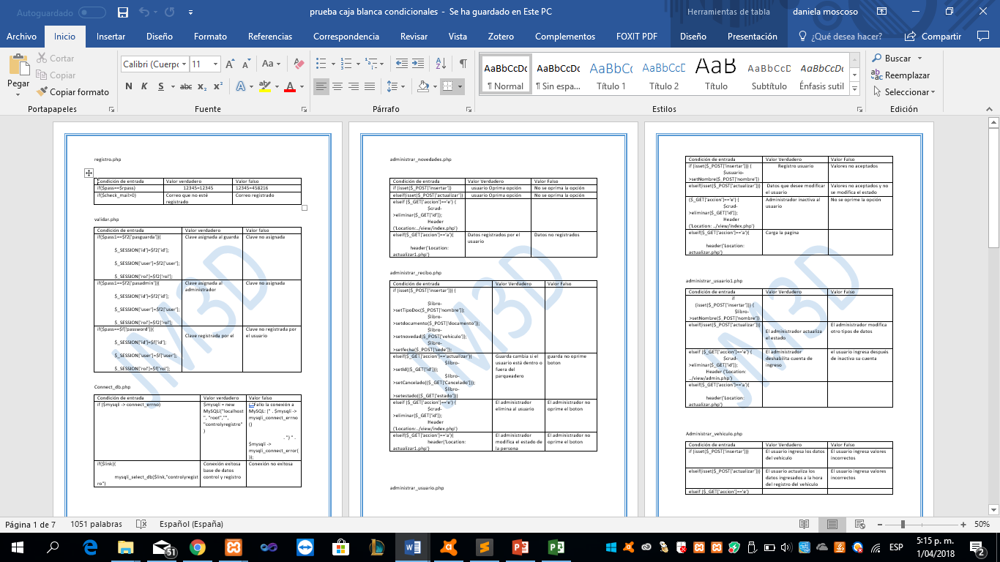 Autoguardado
prueba caja blanca condicionales - Se ha guardado en Este PC
Herramientas de tabla
daniela moscoso
Archivo Inicio Insertar Diseño Formato Referencias Correspondencia Revisar Vista Zotero Complementos FOXIT PDF Diseño Presentación ¿Qué desea hacer? Compartir
Pegar
Cortar
Copiar
Copiar formato
Portapapeles
Calibri (Cuerpo 11
N K S abc x₂ x²
Fuente
Párrafo
AaBbCcDc AaBbCcDc AaBbCc AaBbCcD AaB AaBbCcD AaBbCcDc
¶ Normal ¶ Sin espa... Título 1 Título 2 Título Subtítulo Énfasis sutil
Estilos
Buscar
Reemplazar
Seleccionar
Edición
registro.php
Condición de entrada Valor verdadero Valor falso
if($pass==$rpass) 12345=12345 12345=458216
if($check_mail>0) Correo que no esté registrado Correo registrado
validar.php
Condición de entrada Valor verdadero Valor falso
if($pass1==$f2['pasguarda']){ Clave asignada al guarda Clave no asignada
$_SESSION['id']=$f2['id'];
$_SESSION['user']=$f2['user'];
$_SESSION['rol']=$f2['rol'];
if($pass1==$f2['pasadmin']){ Clave asignada al administrador Clave no asignada
$_SESSION['id']=$f2['id'];
$_SESSION['user']=$f2['user'];
$_SESSION['rol']=$f2['rol'];
if($pass==$f['password']){ Clave registrada por el Clave no registrada por el usuario
$_SESSION['id']=$f['id'];
$_SESSION['user']=$f['user'];
$_SESSION['rol']=$f['rol'];
Connect_db.php
Condición de entrada Valor verdadero Valor falso
if ($mysqli -> connect_errno) $mysqli = new MySQLi("localhost", "root","", "controlyregistro") ("Fallo la conexión a MySQL: (" . $mysqli -> mysqli_connect_errno() . ") " . $mysqli -> mysqli_connect_error());
if($link){ Conexión exitosa base de datos control y registro Conexión no exitosa
mysqli_select_db($link,"controlyregistro")
administrar_novedades.php
Condición de entrada Valor Verdadero Valor Falso
if (isset($_POST['insertar'])) usuario Oprima opción No se oprima la opción
elseif(isset($_POST['actualizar'])) usuario Oprima opción No se oprima la opción
elseif ($_GET['accion']=='e') {
$crud-
>eliminar($_GET['id']);
Header
('Location:../view/index.php')
elseif($_GET['accion']=='a'){ Datos registrados por el usuario Datos no registrados
header('Location:
actualizar1.php')
administrar_recibo.php
Condición de entrada Valor Verdadero Valor Falso
if (isset($_POST['insertar'])) {
$libro-
>setTipoDoc($_POST['nombre']);
$libro-
>setdocumento($_POST['documento']);
$libro-
>setnovedad($_POST['vehiculo']);
$libro-
>setfecha($_POST['sede']);
elseif($_GET['accion']=='actualizar'){ Guarda cambia si el usuario está dentro o fuera del parqueadero guarda no oprime boton
$libro-
>setId(($_GET['id']));
$libro-
>setCancelado(($_GET['Cancelado']));
$libro-
>setestado(($_GET['estado']))
elseif ($_GET['accion']=='e') { El administrador elimina al usuario El administrador no oprime el boton
$crud-
>eliminar($_GET['id']);
Header
('Location:../view/index.php')
elseif($_GET['accion']=='a'){ El administrador modifica el estado de la persona El administrador no oprime el boton
header('Location:
actualizar1.php')
administrar_usuario.php
Condición de entrada Valor Verdadero Valor Falso
if (isset($_POST['insertar'])) { Registro usuario Valores no aceptados
$usuario-
>setNombre($_POST['nombre'])
elseif(isset($_POST['actualizar'])) Datos que desee modificar el usuario Valores no aceptados y no se modifica el estado
($_GET['accion']=='e') { Administrador inactiva al usuario No se oprime la opción
$crud-
>eliminar($_GET['id']);
Header
('Location: ../view/index.php')
elseif($_GET['accion']=='a'){ Carga la pagina
header('Location:
actualizar.php')
administrar_usuario1.php
Condición de entrada Valor Verdadero Valor Falso
if
(isset($_POST['insertar'])) {
$libro-
>setNombre($_POST['nombre'])
elseif(isset($_POST['actualizar'])) El administrador actualiza el estado El administrador modifica otro tipos de datos
elseif ($_GET['accion']=='e') { El administrador deshabilita cuenta de ingreso el usuario ingresa después de inactiva su cuenta
$crud-
>eliminar($_GET['id']);
Header ('Location:
../view/admin.php')
elseif($_GET['accion']=='a'){
header('Location:
actualizar.php')
Administrar_vehiculo.php
Condición de entrada Valor Verdadero Valor Falso
if (isset($_POST['insertar']) El usuario ingresa los datos del vehículo El usuario ingresa valores incorrectos
elseif(isset($_POST['actualizar'])) El usuario actualiza los datos ingresados a la hora del registro del vehículo El usuario ingresa valores incorrectos
elseif ($_GET['accion']=='e')
JM3D
JM3D
JM3D
Página 1 de 7 1051 palabras Español (España) 50%
51
ESP
5:15 p. m.
1/04/2018
2